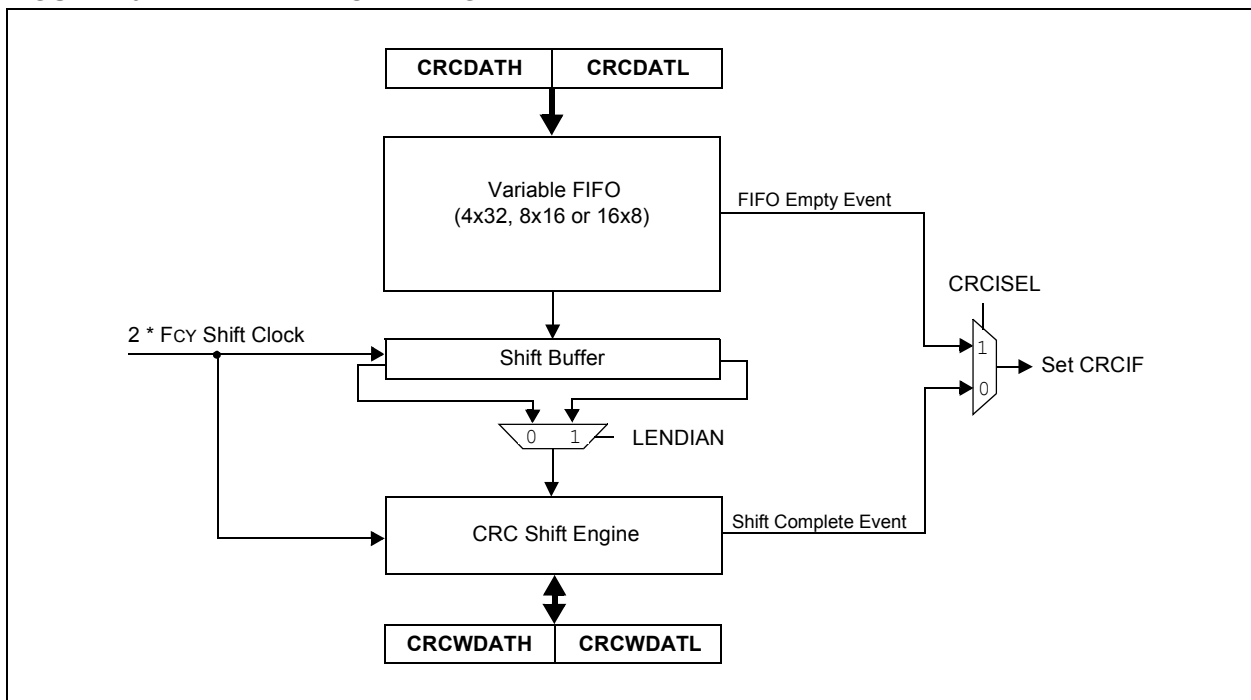 CRCDATH CRCDATL
Variable FIFO
(4x32, 8x16 or 16x8)
FIFO Empty Event
CRCISEL
2 * FCY Shift Clock
Shift Buffer
1
Set CRCIF
0
0 1
LENDIAN
CRC Shift Engine
Shift Complete Event
CRCWDATH CRCWDATL